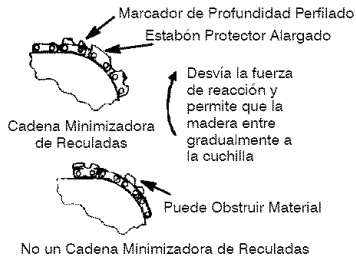 Marcador de Profundidad Perfilado
Estabón Protector Alargado
Desvía la fuerza
de reacción y
permite que la
madera entre
gradualmente a
la cuchilla
Cadena Minimizadora
de Reculadas
Puede Obstruir Material
No un Cadena Minimizadora de Reculadas